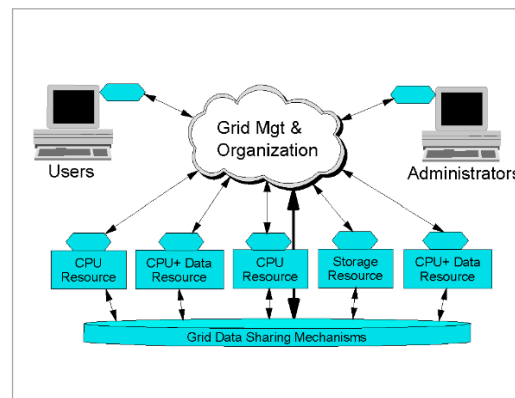 Grid Mgt &
Organization
Users
Administrators
CPU
Resource
CPU+ Data
Resource
CPU
Resource
Storage
Resource
CPU+ Data
Resource
Grid Data Sharing Mechanisms